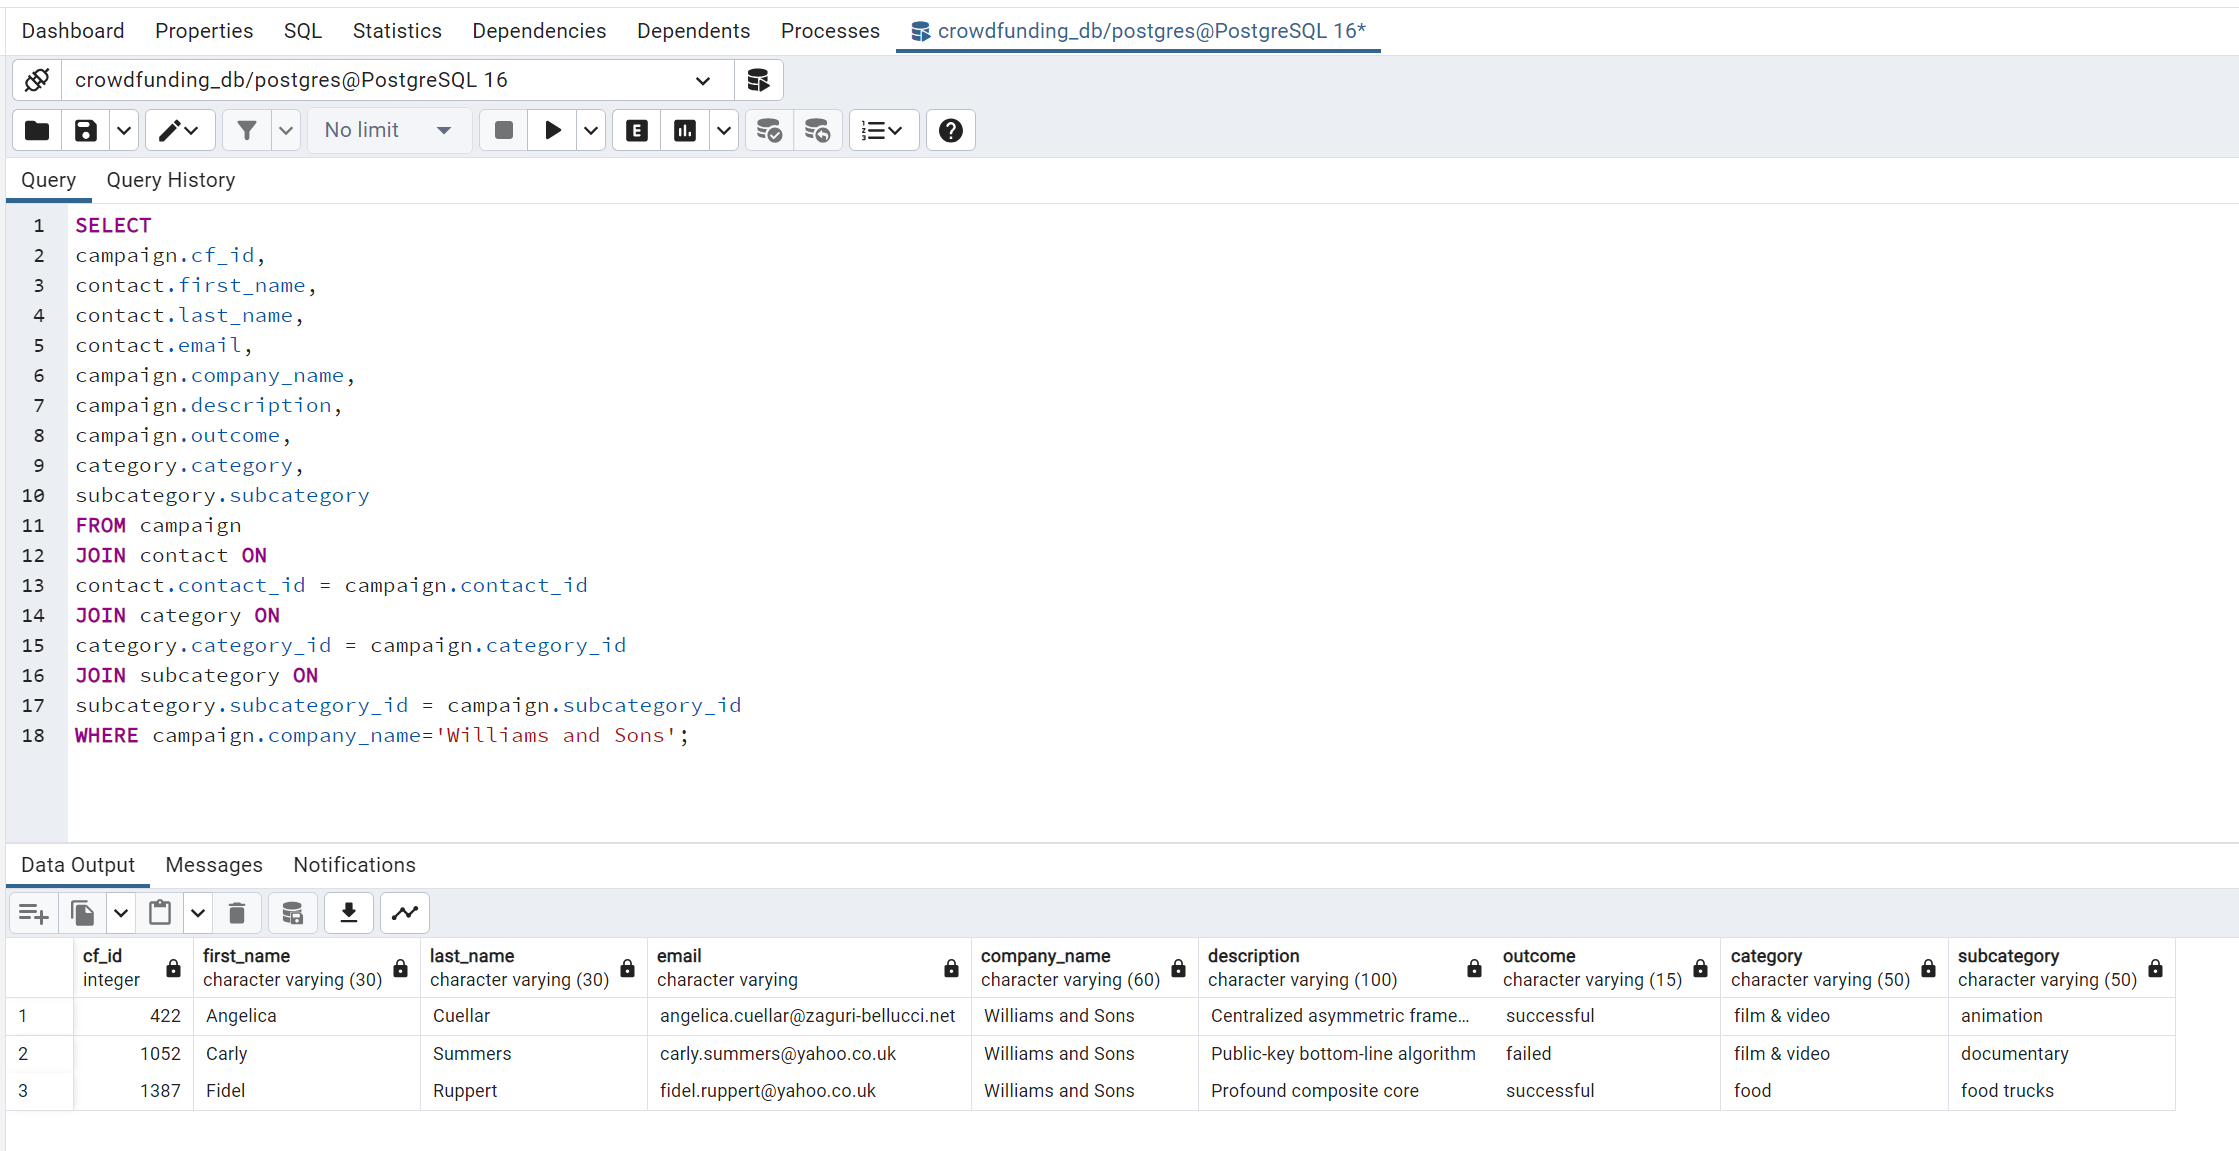 Dashboard Properties SQL Statistics Dependencies Dependents Processes crowdfunding_db/postgres@PostgreSQL 16*
crowdfunding_db/postgres@PostgreSQL 16
No limit E
Query Query History
1 SELECT
2 campaign.cf_id,
3 contact.first_name,
4 contact.last_name,
5 contact.email,
6 campaign.company_name,
7 campaign.description,
8 campaign.outcome,
9 category.category,
10 subcategory.subcategory
11 FROM campaign
12 JOIN contact ON
13 contact.contact_id = campaign.contact_id
14 JOIN category ON
15 category.category_id = campaign.category_id
16 JOIN subcategory ON
17 subcategory.subcategory_id = campaign.subcategory_id
18 WHERE campaign.company_name='Williams and Sons';
Data Output Messages Notifications
cf_id first_name last_name email company_name description outcome category subcategory
integer character varying (30) character varying (30) character varying character varying (60) character varying (100) character varying (15) character varying (50) character varying (50)
1 422 Angelica Cuellar angelica.cuellar@zaguri-bellucci.net Williams and Sons Centralized asymmetric frame... successful film & video animation
2 1052 Carly Summers carly.summers@yahoo.co.uk Williams and Sons Public-key bottom-line algorithm failed film & video documentary
3 1387 Fidel Ruppert fidel.ruppert@yahoo.co.uk Williams and Sons Profound composite core successful food food trucks